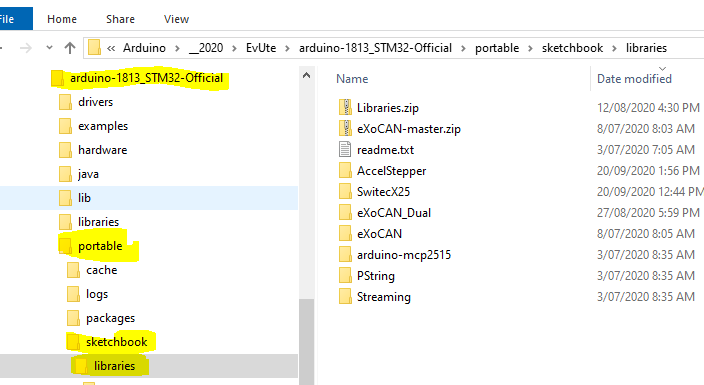 File Home Share View
« Arduino > __2020 > EvUte > arduino-1813_STM32-Official > portable > sketchbook > libraries
arduino-1813_STM32-Official
drivers
examples
hardware
java
lib
libraries
portable
cache
logs
packages
sketchbook
libraries
Name Date modified
Libraries.zip 12/08/2020 4:30 PM
eXoCAN-master.zip 8/07/2020 8:03 AM
readme.txt 3/07/2020 7:05 AM
AccelStepper 20/09/2020 1:56 PM
SwitecX25 20/09/2020 12:44 PM
eXoCAN_Dual 27/08/2020 5:59 PM
eXoCAN 8/07/2020 8:05 AM
arduino-mcp2515 3/07/2020 8:35 AM
PString 3/07/2020 8:35 AM
Streaming 3/07/2020 8:35 AM